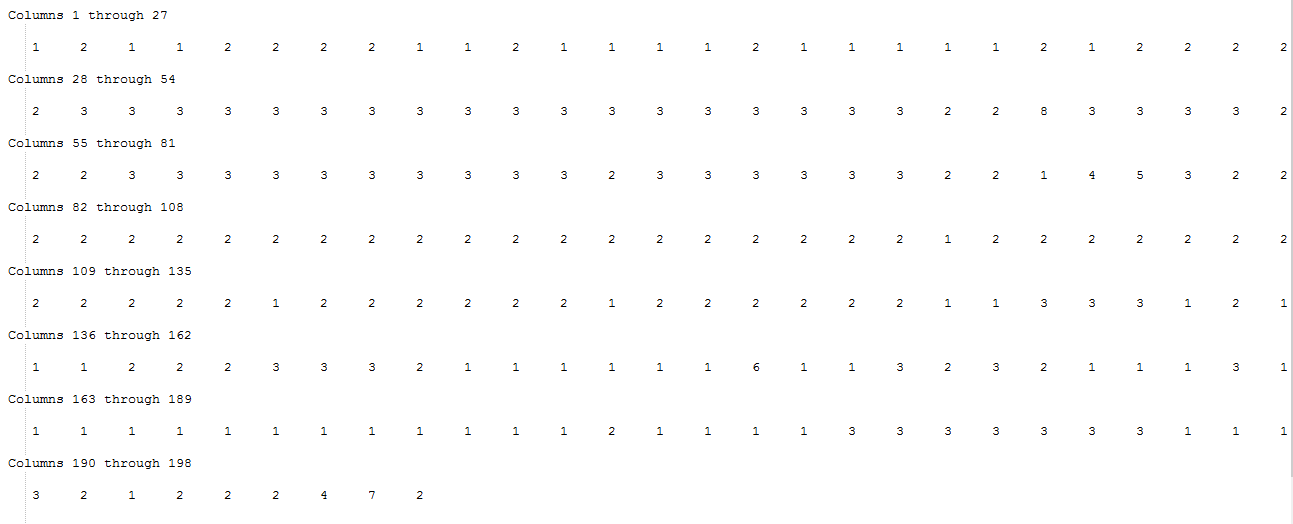 Columns 1 through 27
1 2 1 1 2 2 2 2 1 1 2 1 1 1 1 2 1 1 1 1 1 2 1 2 2 2 2
Columns 28 through 54
2 3 3 3 3 3 3 3 3 3 3 3 3 3 3 3 3 3 3 2 2 8 3 3 3 3 2
Columns 55 through 81
2 2 3 3 3 3 3 3 3 3 3 3 2 3 3 3 3 3 3 2 2 1 4 5 3 2 2
Columns 82 through 108
2 2 2 2 2 2 2 2 2 2 2 2 2 2 2 2 2 2 2 1 2 2 2 2 2 2 2
Columns 109 through 135
2 2 2 2 2 1 2 2 2 2 2 2 1 2 2 2 2 2 2 1 1 3 3 3 1 2 1
Columns 136 through 162
1 1 2 2 2 3 3 3 2 1 1 1 1 1 1 6 1 1 3 2 3 2 1 1 1 3 1
Columns 163 through 189
1 1 1 1 1 1 1 1 1 1 1 1 2 1 1 1 1 3 3 3 3 3 3 3 1 1 1
Columns 190 through 198
3 2 1 2 2 2 4 7 2